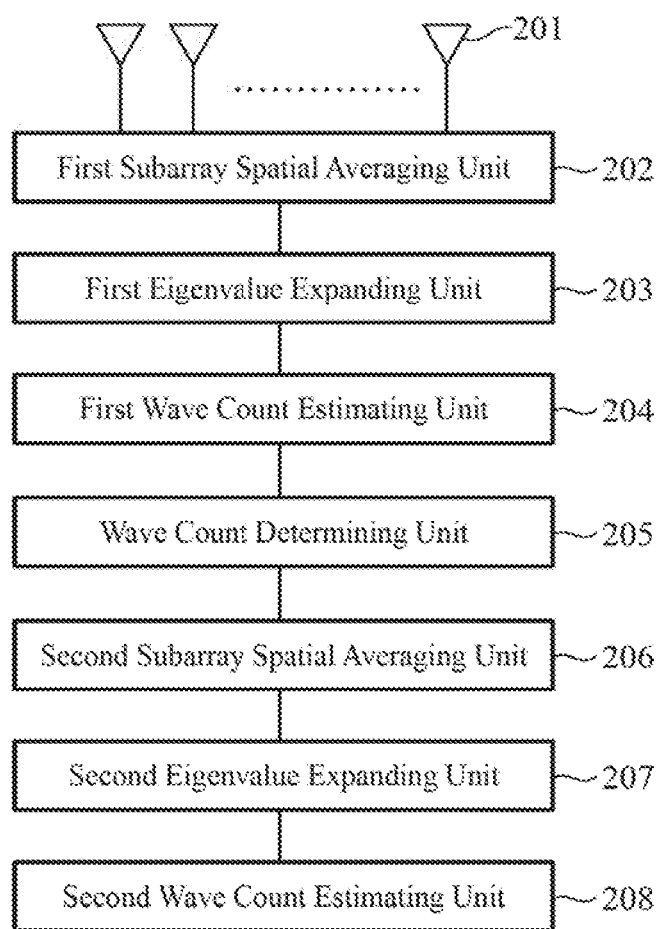 201
First Subarray Spatial Averaging Unit 202
First Eigenvalue Expanding Unit 203
First Wave Count Estimating Unit 204
Wave Count Determining Unit 205
Second Subarray Spatial Averaging Unit 206
Second Eigenvalue Expanding Unit 207
Second Wave Count Estimating Unit 208